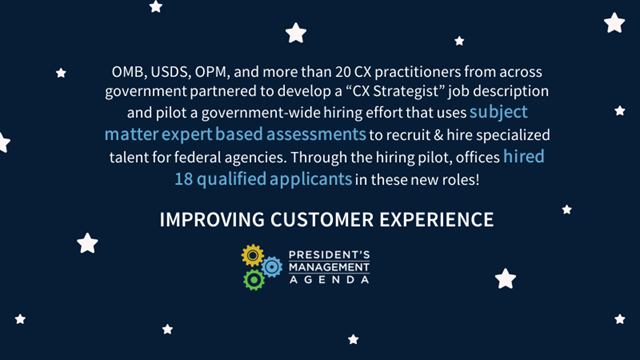 OMB, USDS, OPM, and more than 20 CX practitioners from across
government partnered to develop a “CX Strategist” job description
and pilot a government-wide hiring effort that uses subject
matter expert based assessments to recruit & hire specialized
talent for federal agencies. Through the hiring pilot, offices hired
18 qualified applicants in these new roles!
IMPROVING CUSTOMER EXPERIENCE
PRESIDENT'S
MANAGEMENT
AGENDA